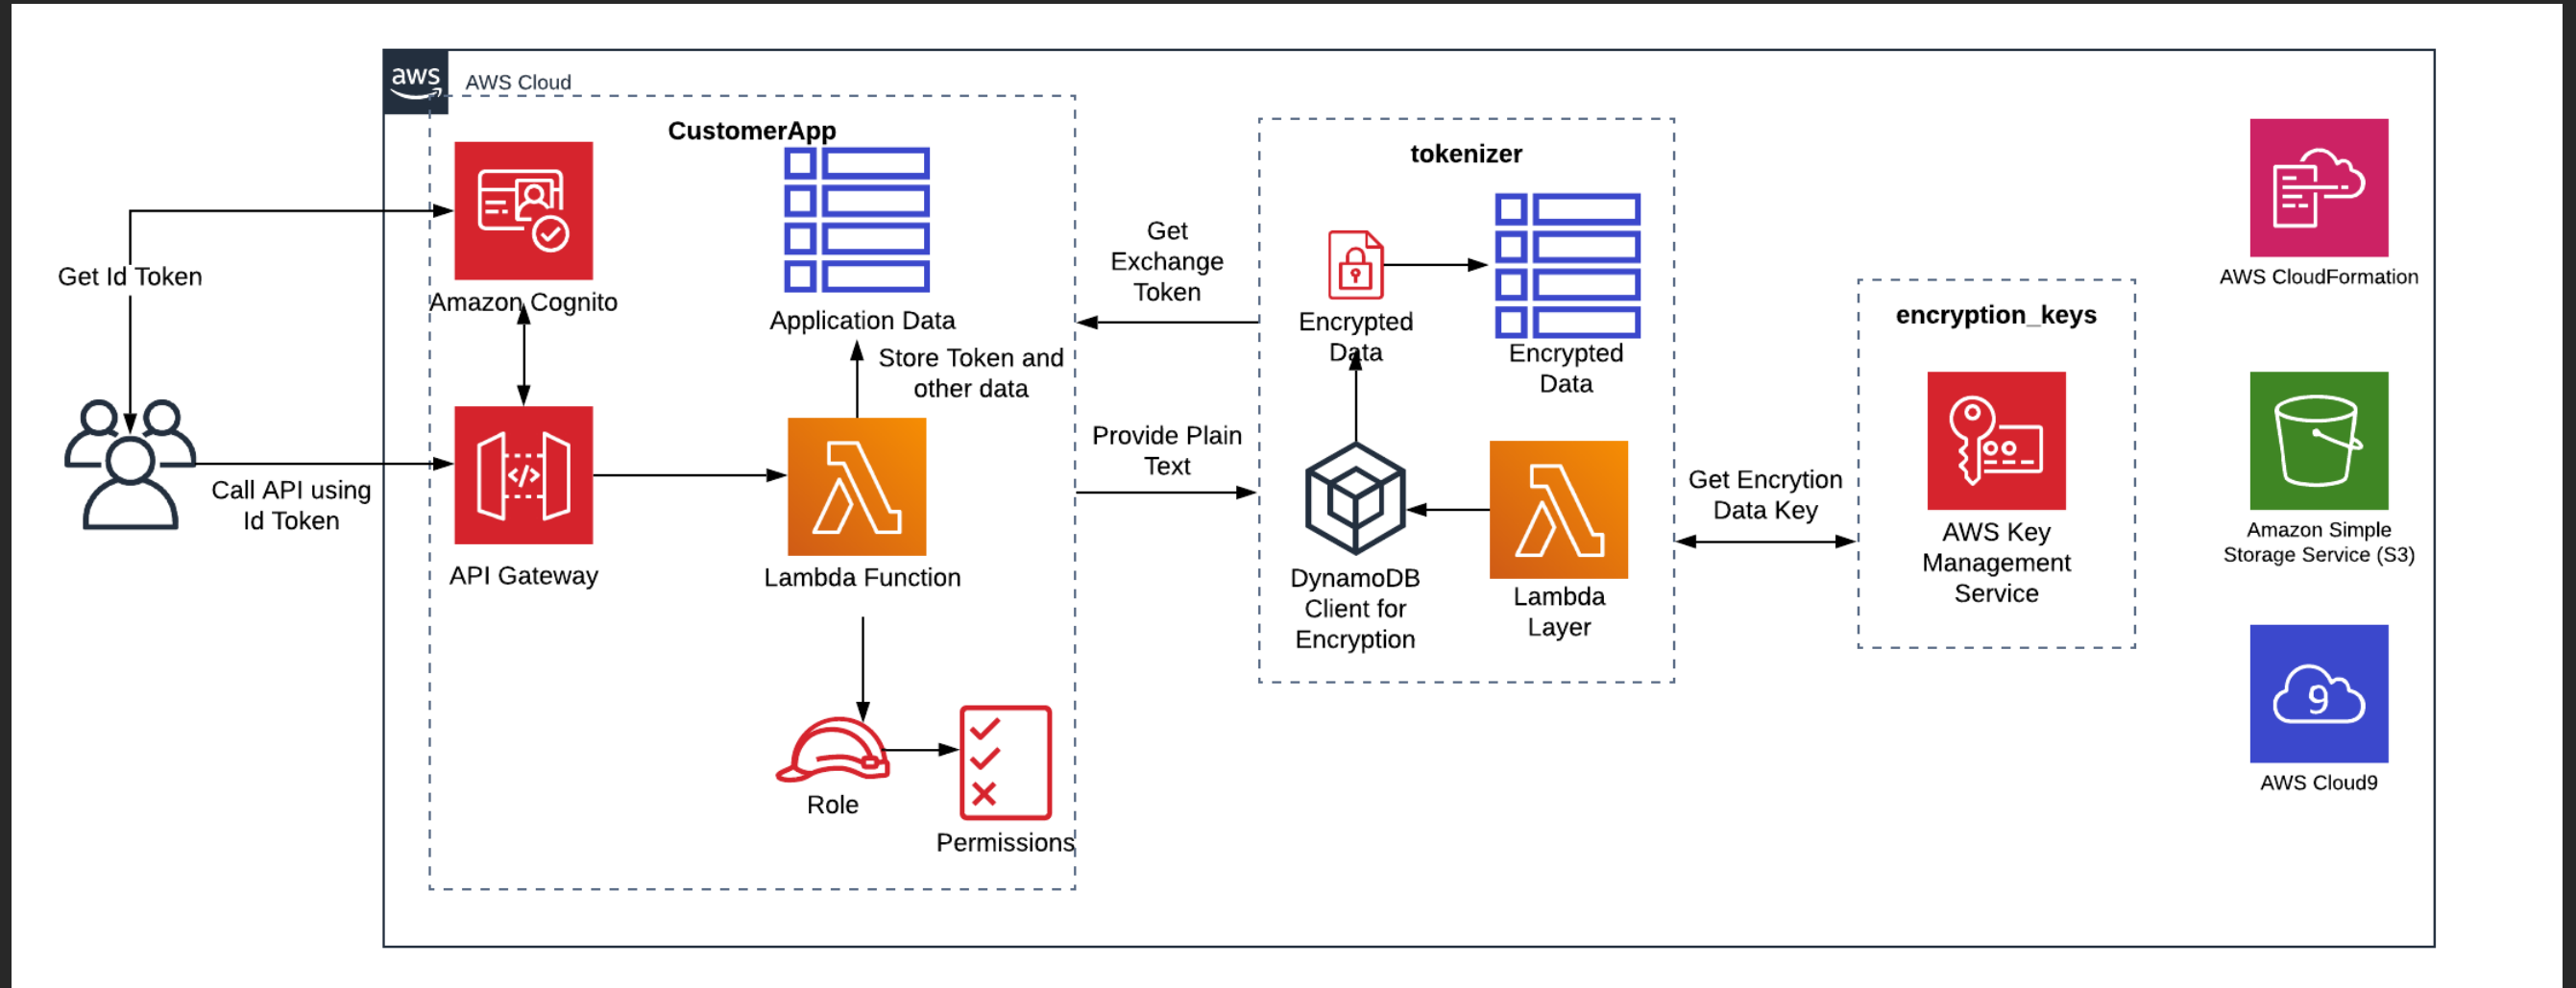 aws
AWS Cloud
CustomerApp
Amazon Cognito
Application Data
Store Token and
other data
Get Id Token
Call API using
Id Token
API Gateway
</>
Lambda Function
Role
Permissions
Get
Exchange
Token
Provide Plain
Text
tokenizer
Encrypted
Data
Encrypted
Data
DynamoDB
Client for
Encryption
Lambda
Layer
Get Encrytion
Data Key
encryption_keys
AWS Key
Management
Service
AWS CloudFormation
Amazon Simple
Storage Service (S3)
9
AWS Cloud9